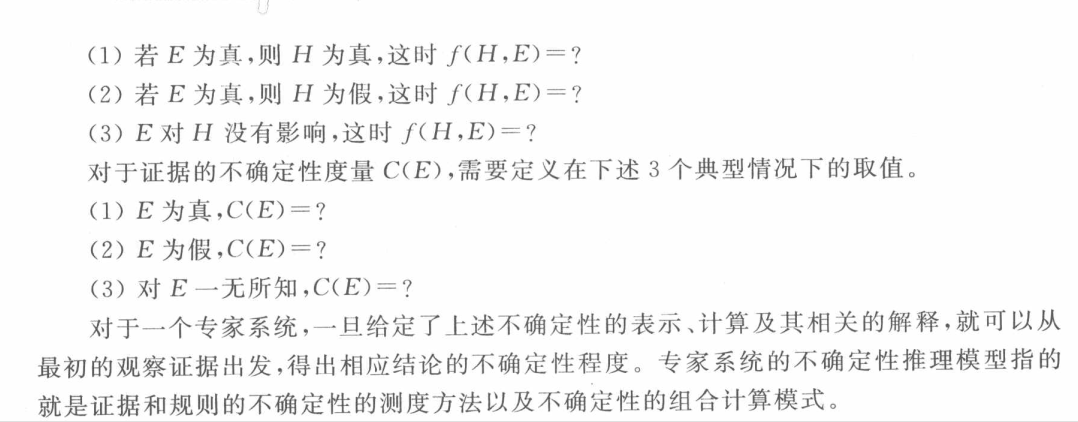 (1) 若 E 为真,则 H 为真,这时 f(H,E)=?
(2) 若 E 为真,则 H 为假,这时 f(H,E)=?
(3) E 对 H 没有影响,这时 f(H,E)=?
对于证据的不确定性度量 C(E),需要定义在下述 3 个典型情况下的取值。
(1) E 为真,C(E)=?
(2) E 为假,C(E)=?
(3) 对 E 一无所知,C(E)=?
对于一个专家系统,一旦给定了上述不确定性的表示、计算及其相关的解释,就可以从
最初的观察证据出发,得出相应结论的不确定性程度。专家系统的不确定性推理模型指的
就是证据和规则的不确定性的测度方法以及不确定性的组合计算模式。